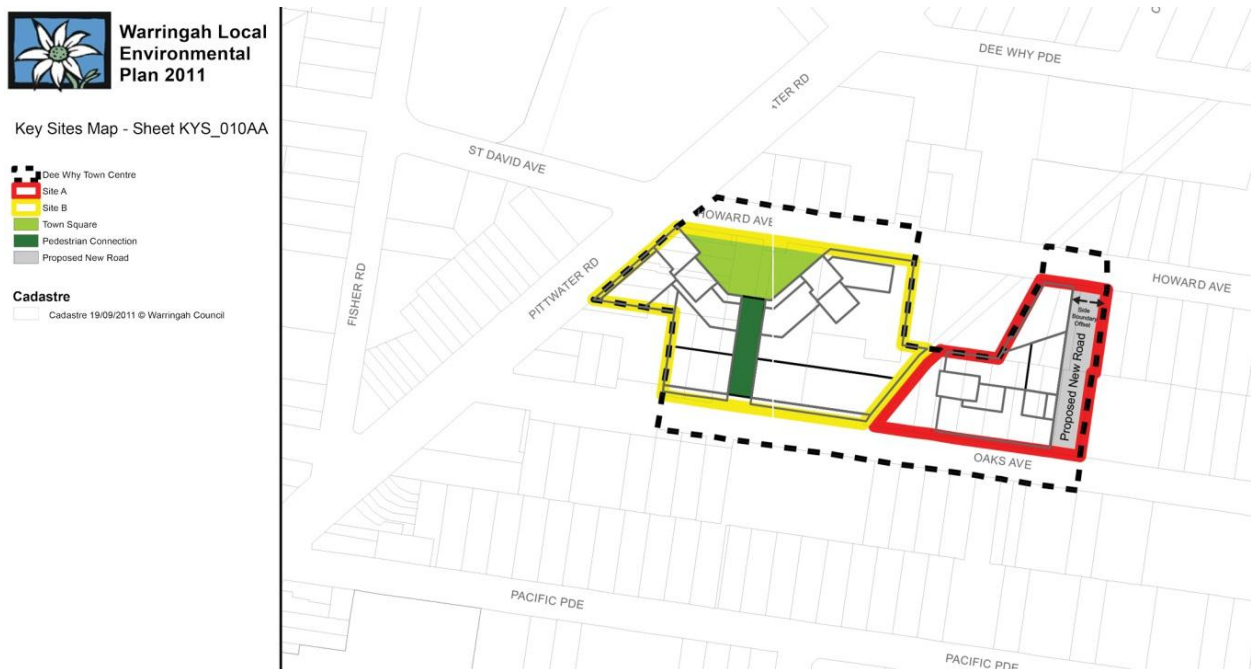 Warringah Local
Environmental
Plan 2011
Key Sites Map - Sheet KYS_010AA
Dee Why Town Centre
Site A
Site B
Town Square
Pedestrian Connection
Proposed New Road
Cadastre
Cadastre 19/09/2011 © Warringah Council
DEE WHY PDE
TER RD
ST DAVID AVE
HOWARD AVE
HOWARD AVE
FISHER RD
PITTWATER RD
Side
Boundary
Offset
Proposed New Road
OAKS AVE
PACIFIC PDE
PACIFIC PDE